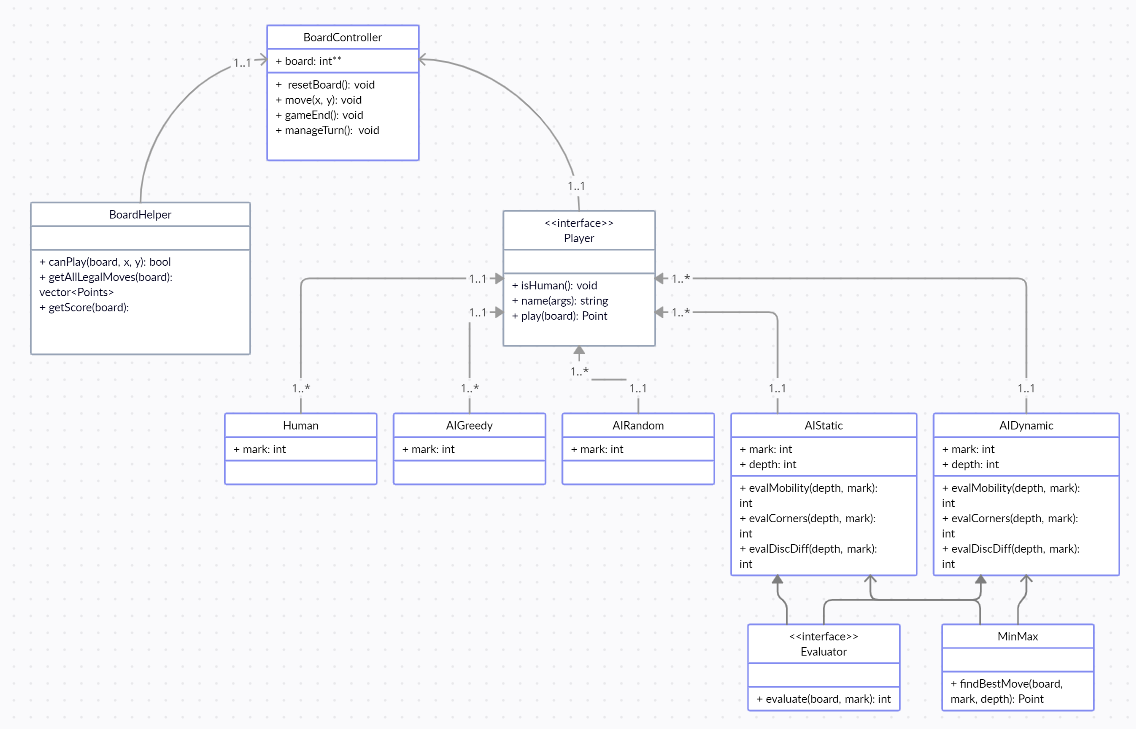 BoardController
+ board: int**
+ resetBoard(): void
+ move(x, y): void
+ gameEnd(): void
+ manageTurn(): void
1..1
1..1
BoardHelper
+ canPlay(board, x, y): bool
+ getAllLegalMoves(board):
vector<Points>
+ getScore(board):
<<interface>>
Player
+ isHuman(): void
+ name(args): string
+ play(board): Point
1..1
1..*
1..1
1..*
1..*
1..*
1..*
1..1
1..1
1..1
Human
+ mark: int
AIGreedy
+ mark: int
AIRandom
+ mark: int
AIStatic
+ mark: int
+ depth: int
+ evalMobility(depth, mark):
int
+ evalCorners(depth, mark):
int
+ evalDiscDiff(depth, mark):
int
AIDynamic
+ mark: int
+ depth: int
+ evalMobility(depth, mark):
int
+ evalCorners(depth, mark):
int
+ evalDiscDiff(depth, mark):
int
<<interface>>
Evaluator
+ evaluate(board, mark): int
MinMax
+ findBestMove(board,
mark, depth): Point